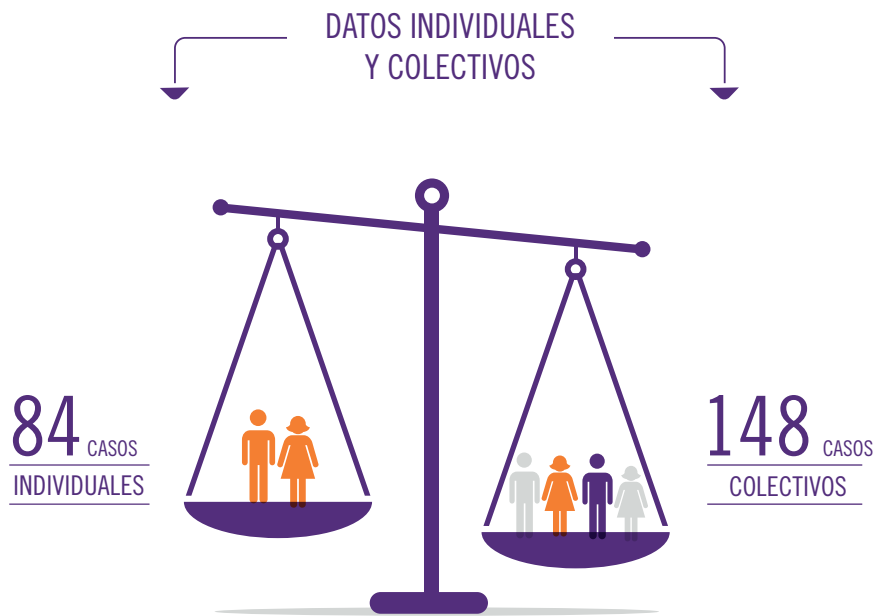 DATOS INDIVIDUALES
Y COLECTIVOS
84 CASOS
INDIVIDUALES
148 CASOS
COLECTIVOS